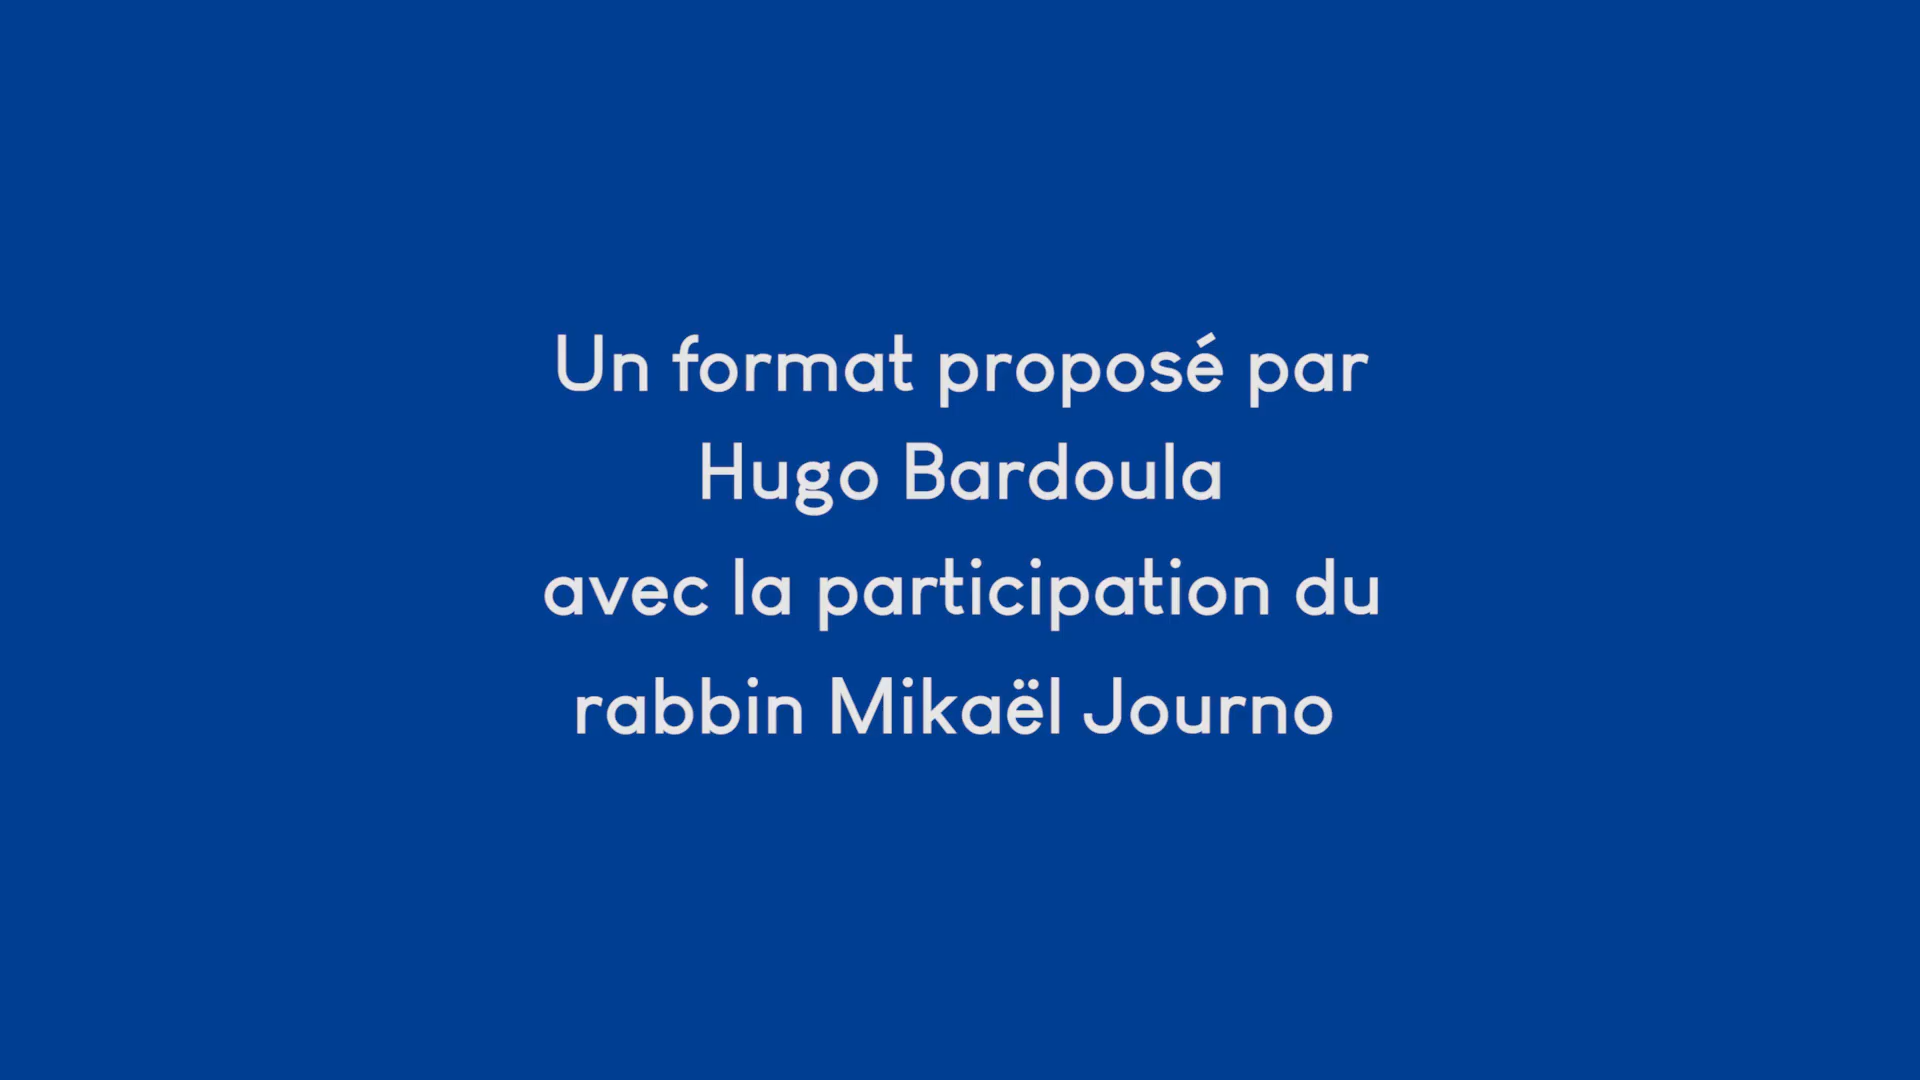 Un format proposé par
Hugo Bardoula
avec la participation du
rabbin Mikaël Journo